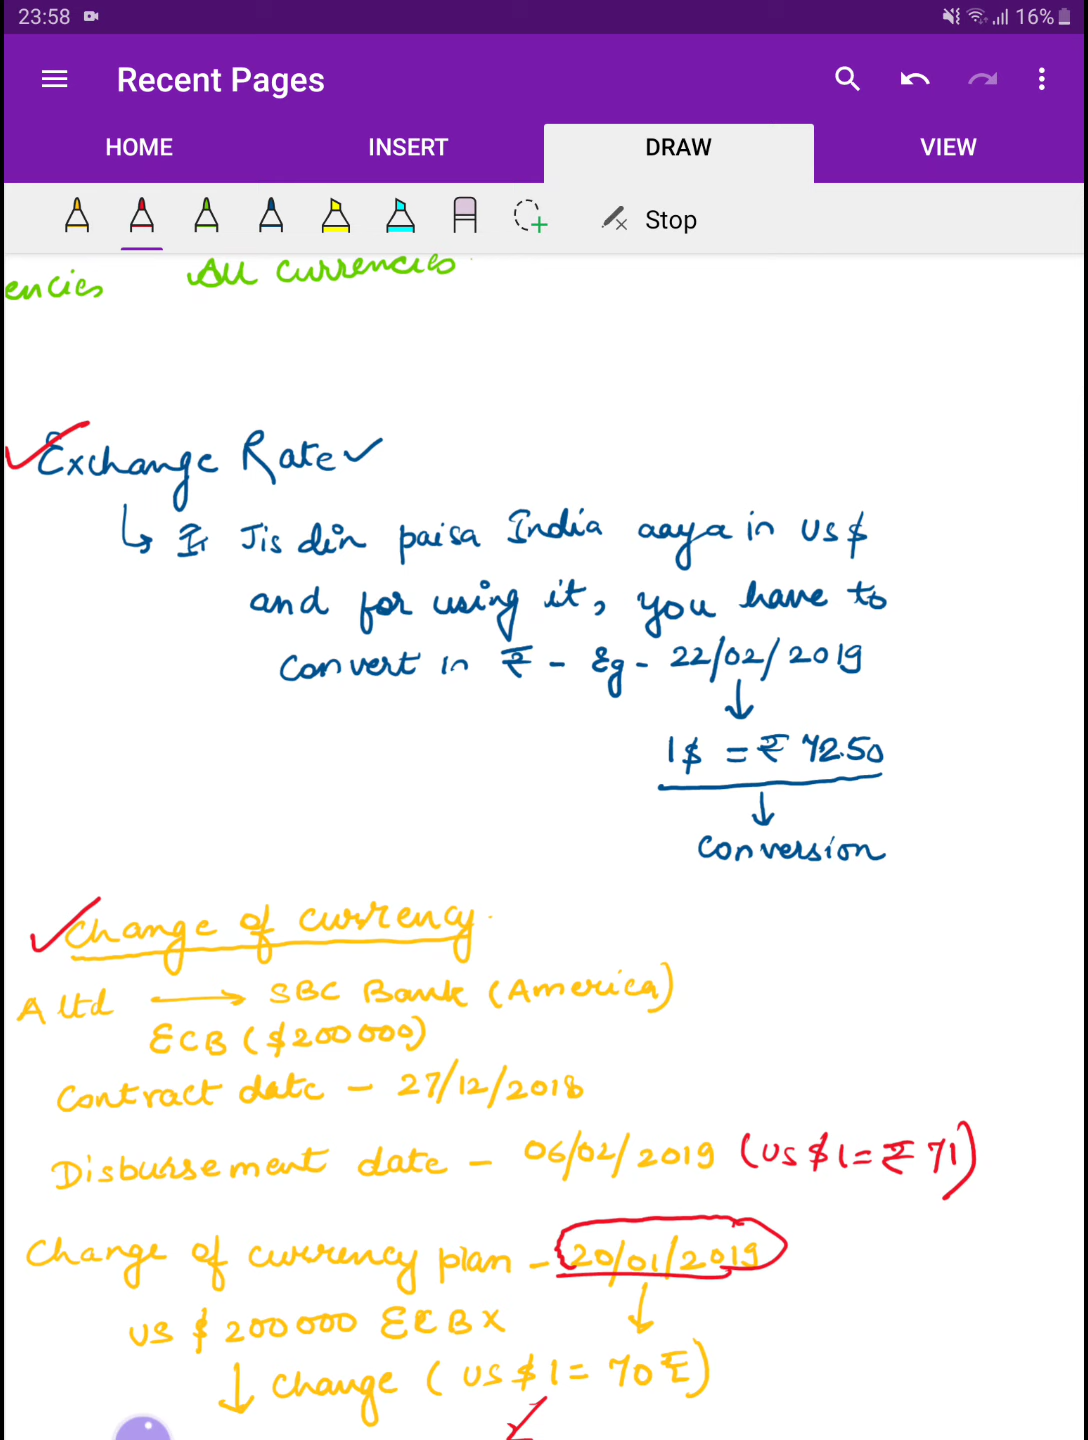 23:58 16%
Recent Pages
HOME INSERT DRAW VIEW
Stop
encies All currencies
Exchange Rate
↳ Jis din paisa India aaya in US $
and for using it, you have to
convert in ₹ - Eg - 22/02/2019
↓
1$ = ₹ 72.50
↓
conversion
Change of currency
A ltd → SBC Bank (America)
ECB ($200000)
Contract date - 27/12/2018
Disbursement date - 06/02/2019 (US $1 = ₹ 71)
Change of currency plan - 20/01/2019
US $ 200000 ECB X ↓
↓ change (US $ 1 = 70 ₹)